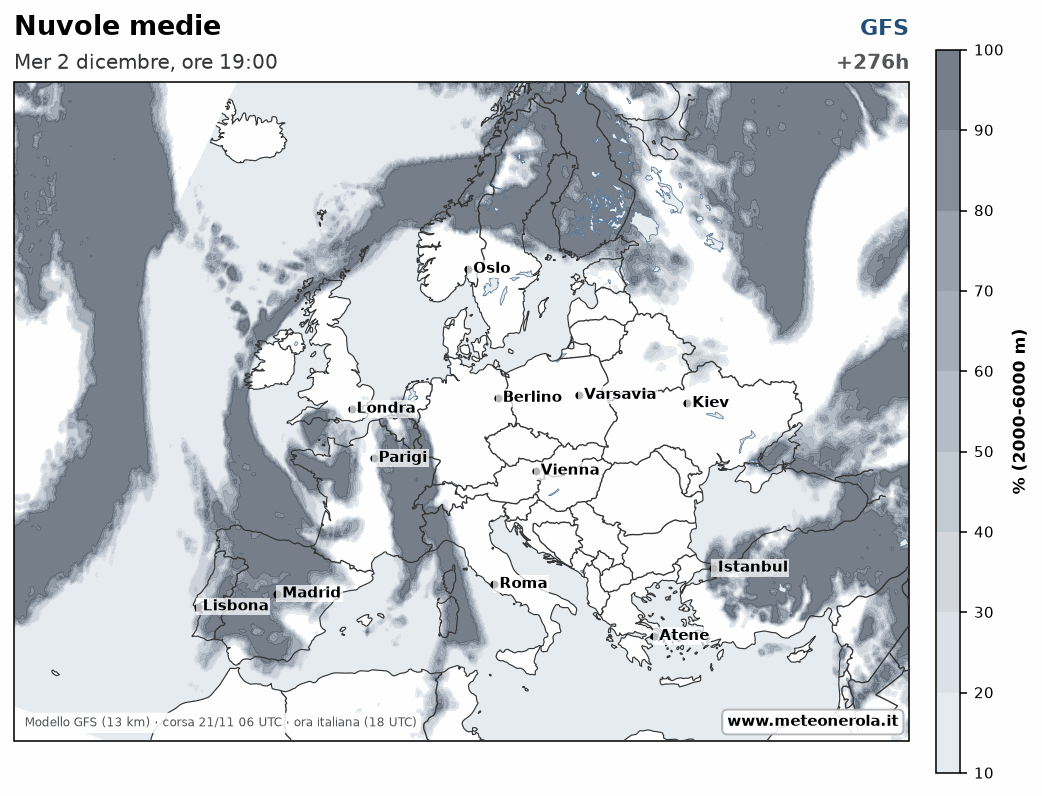 Nuvole medie
GFS
Mer 2 dicembre, ore 19:00
+276h
100
90
80
70
60
50
40
30
20
10
% (2000-6000 m)
Oslo
Berlino
Varsavia
Kiev
Londra
Parigi
Vienna
Istanbul
Roma
Madrid
Lisbona
Atene
Modello GFS (13 km) · corsa 21/11 06 UTC · ora italiana (18 UTC)
www.meteonerola.it